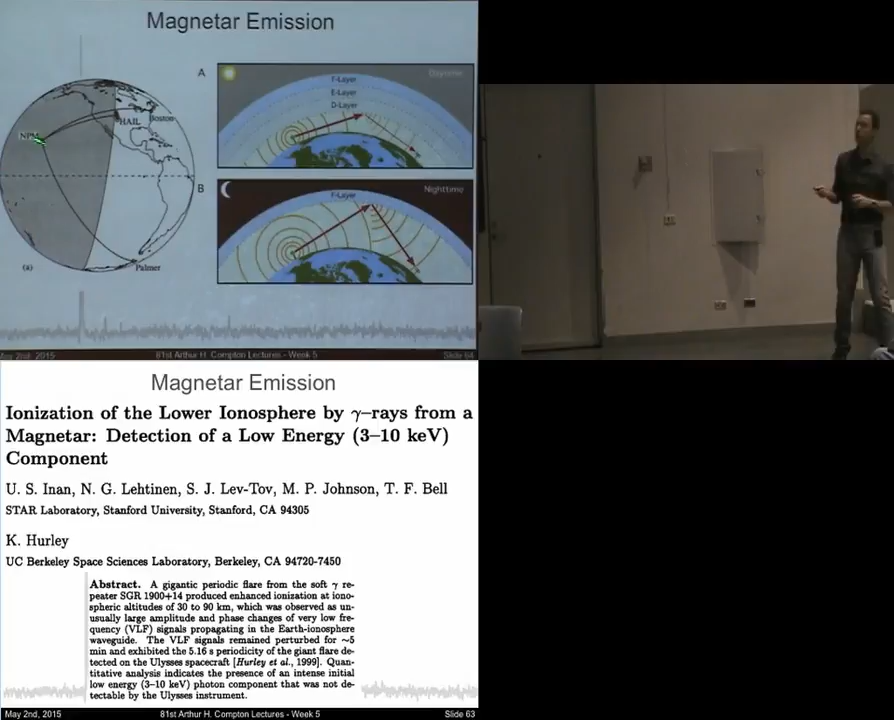 Magnetar Emission
A
F-Layer
Daytime
E-Layer
D-Layer
HAIL
Boston
NPM
B
F-Layer
Nighttime
(a)
Palmer
May 2nd, 2015
81st Arthur H. Compton Lectures - Week 5
Slide 64
Magnetar Emission
Ionization of the Lower Ionosphere by γ–rays from a
Magnetar: Detection of a Low Energy (3–10 keV)
Component
U. S. Inan, N. G. Lehtinen, S. J. Lev-Tov, M. P. Johnson, T. F. Bell
STAR Laboratory, Stanford University, Stanford, CA 94305
K. Hurley
UC Berkeley Space Sciences Laboratory, Berkeley, CA 94720-7450
Abstract. A gigantic periodic flare from the soft γ re-
peater SGR 1900+14 produced enhanced ionization at iono-
spheric altitudes of 30 to 90 km, which was observed as un-
usually large amplitude and phase changes of very low fre-
quency (VLF) signals propagating in the Earth-ionosphere
waveguide. The VLF signals remained perturbed for ~5
min and exhibited the 5.16 s periodicity of the giant flare de-
tected on the Ulysses spacecraft [Hurley et al., 1999]. Quan-
titative analysis indicates the presence of an intense initial
low energy (3–10 keV) photon component that was not de-
tectable by the Ulysses instrument.
May 2nd, 2015
81st Arthur H. Compton Lectures - Week 5
Slide 63